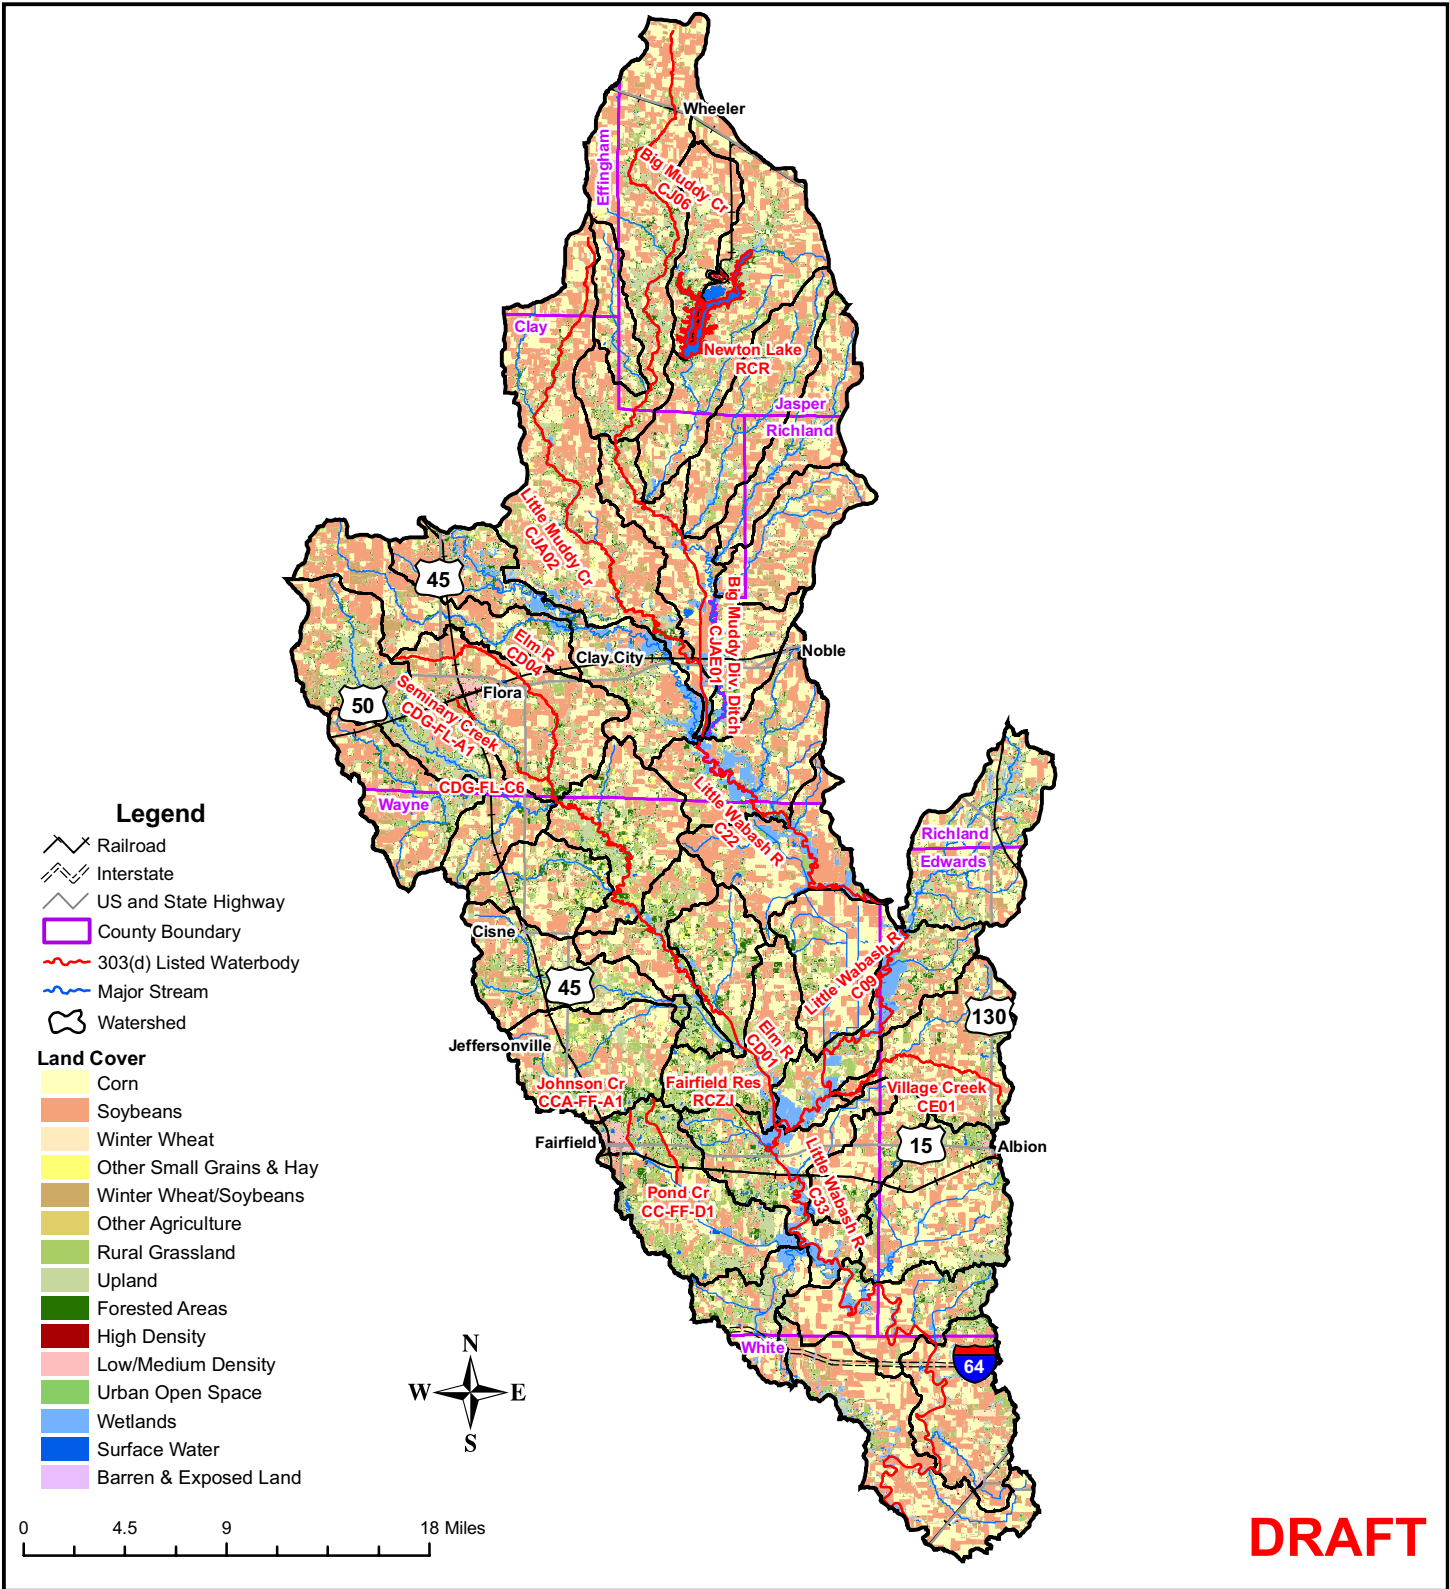 Wheeler
Effingham
Big Muddy Cr
CJ06
Clay
Newton Lake
RCR
Jasper
Richland
Little Muddy Cr
CJA02
45
Big Muddy Div. Ditch
CJAE01
Elm R
CD04
Clay City
Noble
Flora
50
Seminary Creek
CDG-FL-A1
CDG-FL-C6
Wayne
Little Wabash R
C22
Richland
Edwards
Cisne
45
Little Wabash R
C09
130
Jeffersonville
Elm R
CD01
Johnson Cr
CCA-FF-A1
Fairfield Res
RCZJ
Village Creek
CE01
Fairfield
15
Albion
Little Wabash R
C33
Pond Cr
CC-FF-D1
White
64
Legend
Railroad
Interstate
US and State Highway
County Boundary
303(d) Listed Waterbody
Major Stream
Watershed
Land Cover
Corn
Soybeans
Winter Wheat
Other Small Grains & Hay
Winter Wheat/Soybeans
Other Agriculture
Rural Grassland
Upland
Forested Areas
High Density
Low/Medium Density
Urban Open Space
Wetlands
Surface Water
Barren & Exposed Land
N
W E
S
0 4.5 9 18 Miles
DRAFT